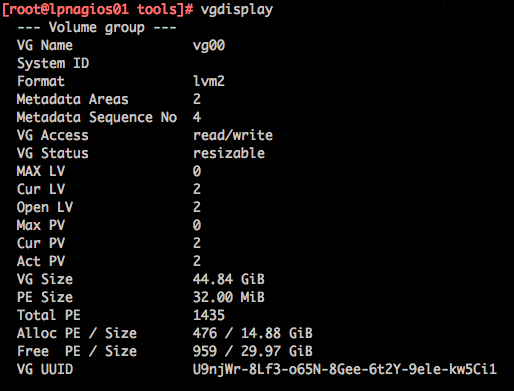 [root@lpnagios01 tools]# vgdisplay
--- Volume group ---
VG Name vg00
System ID
Format lvm2
Metadata Areas 2
Metadata Sequence No 4
VG Access read/write
VG Status resizable
MAX LV 0
Cur LV 2
Open LV 2
Max PV 0
Cur PV 2
Act PV 2
VG Size 44.84 GiB
PE Size 32.00 MiB
Total PE 1435
Alloc PE / Size 476 / 14.88 GiB
Free PE / Size 959 / 29.97 GiB
VG UUID U9njWr-8Lf3-o65N-8Gee-6t2Y-9ele-kw5Ci1